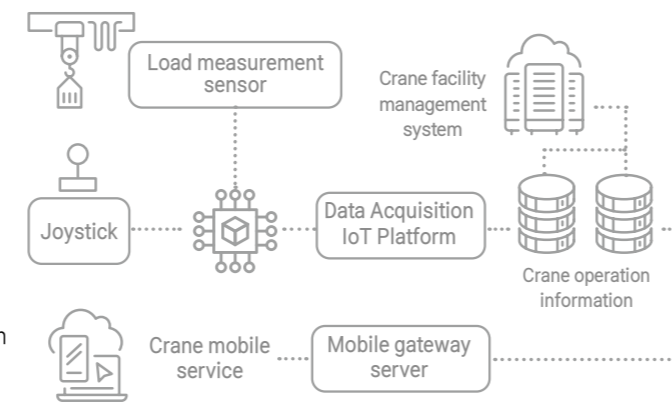 Load measurement
sensor
Crane facility
management
system
Joystick
Data Acquisition
IoT Platform
Crane operation
information
n
Crane mobile
service
Mobile gateway
server